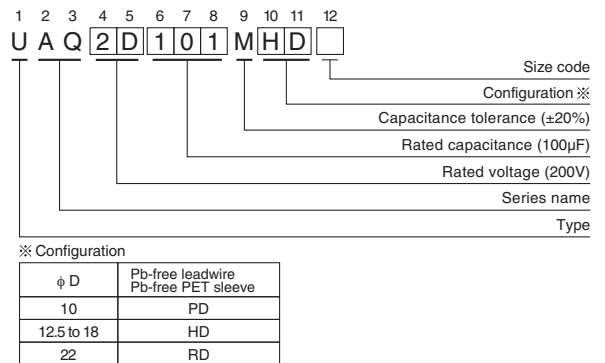 1 2 3 4 5 6 7 8 9 10 11 12
U A Q 2 D 1 0 1 M H D
Size code
Configuration ※
Capacitance tolerance (±20%)
Rated capacitance (100µF)
Rated voltage (200V)
Series name
Type
※ Configuration
ϕ D Pb-free leadwire
Pb-free PET sleeve
10 PD
12.5 to 18 HD
22 RD